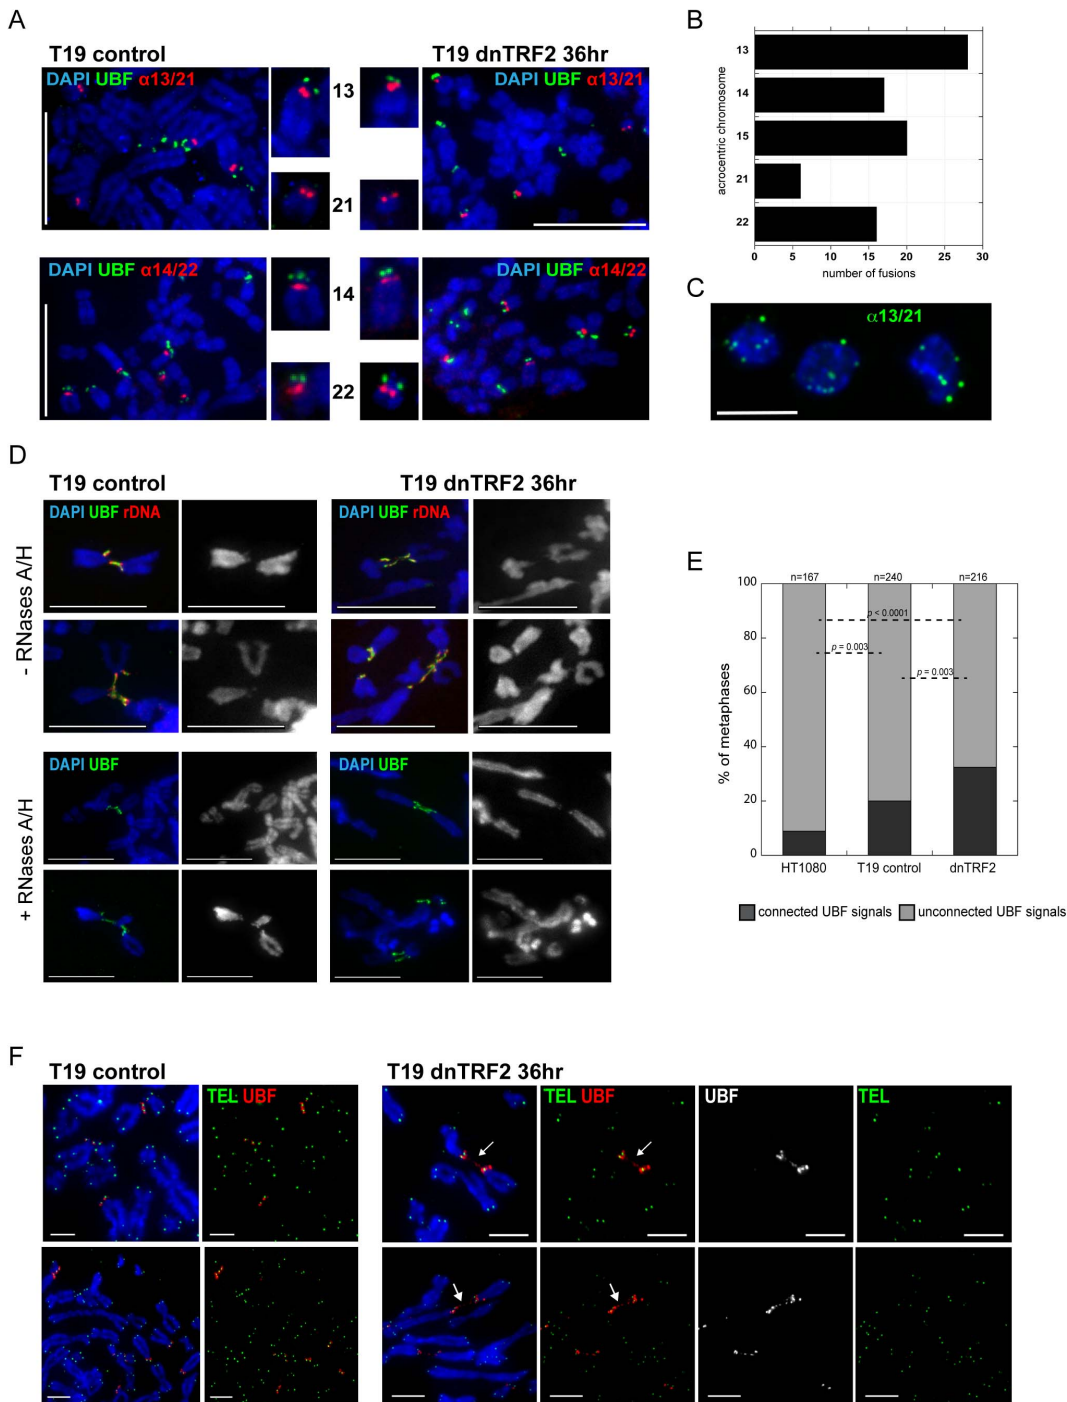 A
T19 control
T19 dnTRF2 36hr
DAPI UBF α13/21
13
DAPI UBF α13/21
21
DAPI UBF α14/22
14
DAPI UBF α14/22
22
B
acrocentric chromosome
13
14
15
21
22
0 5 10 15 20 25 30
number of fusions
C
α13/21
D
T19 control
T19 dnTRF2 36hr
- RNases A/H
DAPI UBF rDNA
DAPI UBF rDNA
+ RNases A/H
DAPI UBF
DAPI UBF
E
n=167 n=240 n=216
% of metaphases
100
80
60
40
20
0
p < 0.0001
p = 0.003
p = 0.003
HT1080 T19 control dnTRF2
connected UBF signals unconnected UBF signals
F
T19 control
T19 dnTRF2 36hr
TEL UBF
TEL UBF
UBF
TEL